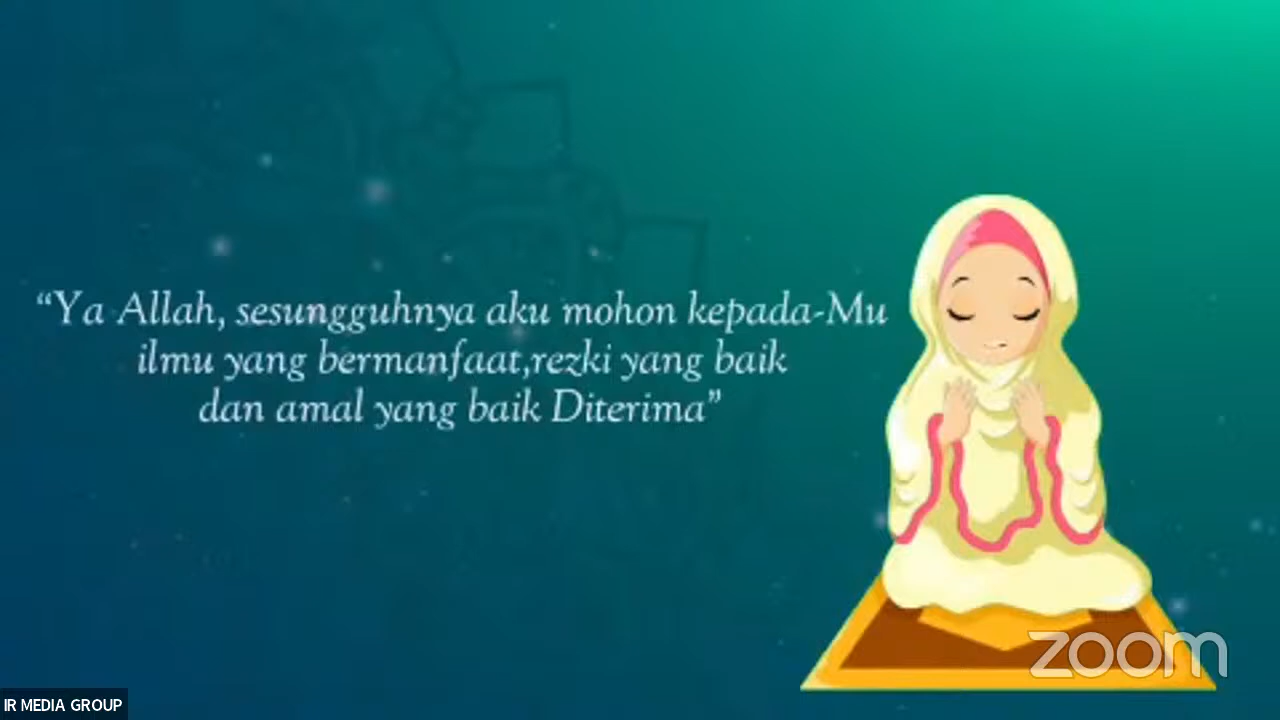 “Ya Allah, sesungguhnya aku mohon kepada-Mu
ilmu yang bermanfaat,rezki yang baik
dan amal yang baik Diterima”
zoom
IR MEDIA GROUP